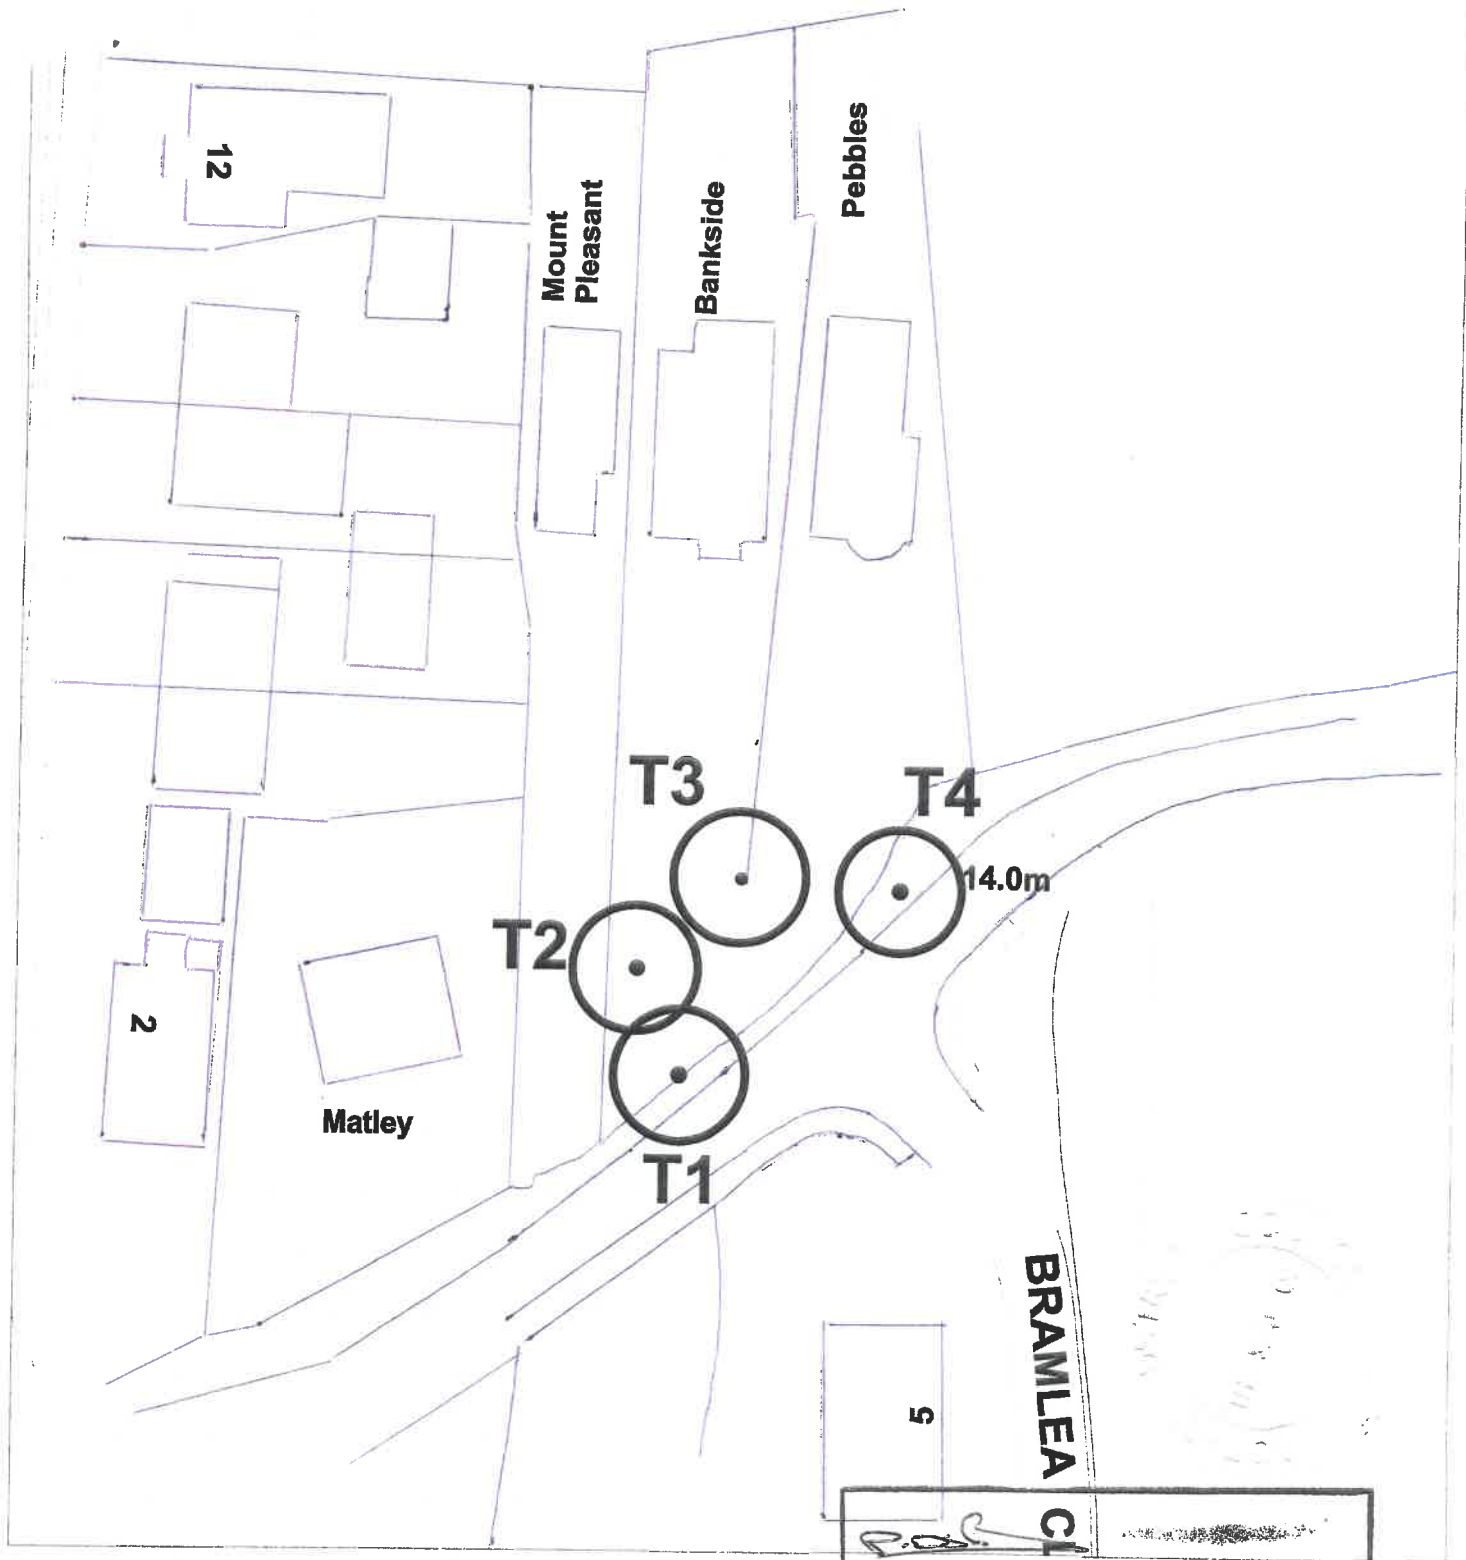 12
Mount
Pleasant
Bankside
Pebbles
T3
T4
14.0m
T2
2
Matley
T1
BRAMLEA CL
5